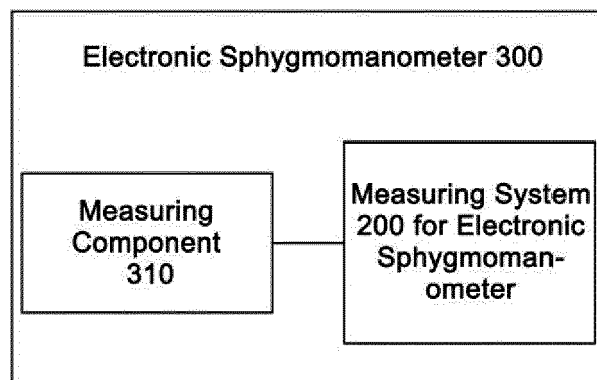 Electronic Sphygmomanometer 300
Measuring
Component
310
Measuring System
200 for Electronic
Sphygmoman-
ometer